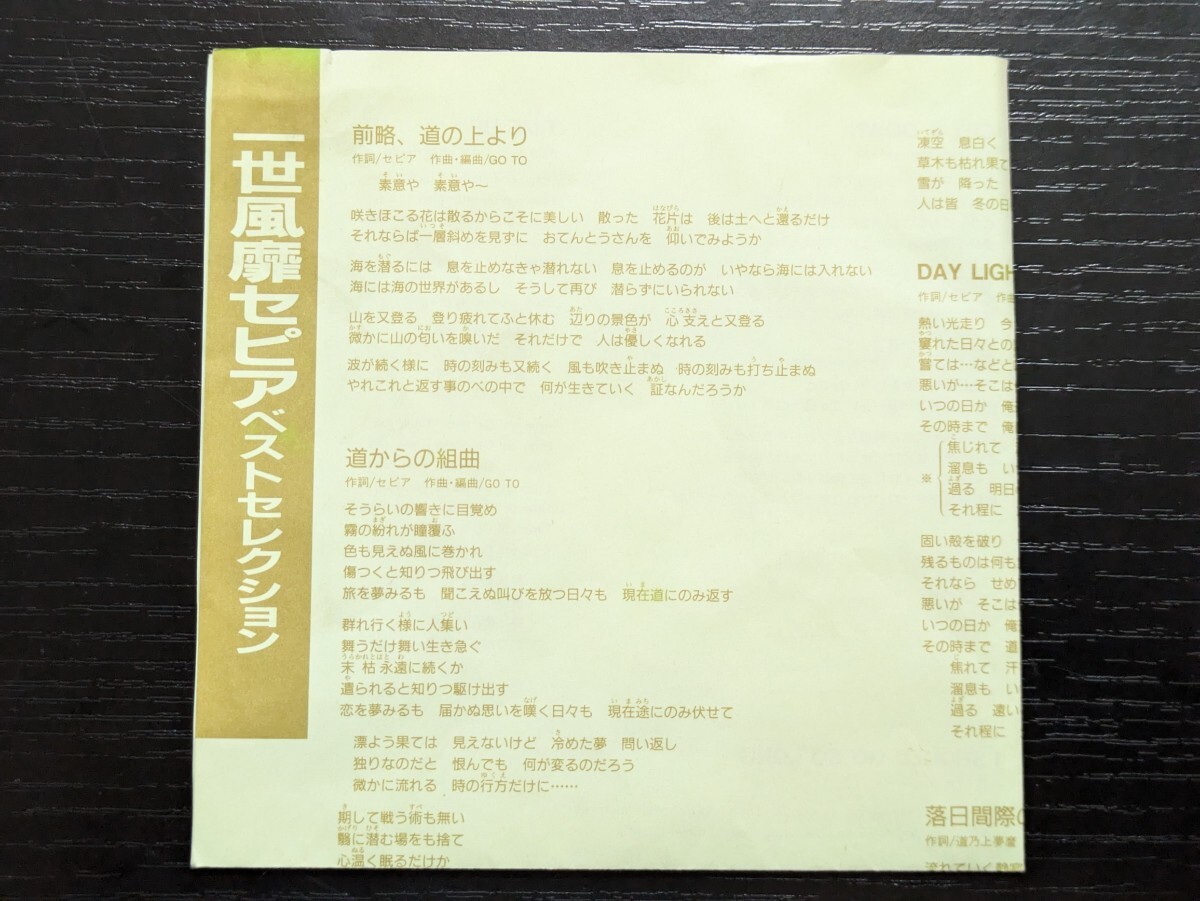 一世風靡セピアベストセレクション
前略、道の上より
作詞/セピア 作曲・編曲/GO TO
素意や 素意や〜
咲きほこる花は散るからこそに美しい 散った 花片は 後は土へと還るだけ
それならば一層斜めを見ずに おてんとうさんを 仰いでみようか
海を潜るには 息を止めなきゃ潜れない 息を止めるのが いやなら海には入れない
海には海の世界があるし そうして再び 潜らずにいられない
山を又登る 登り疲れてふと休む 辺りの景色が 心支えと又登る
微かに山の匂いを嗅いだ それだけで 人は優しくなれる
波が続く様に 時の刻みも又続く 風も吹き止まぬ 時の刻みも打ち止まぬ
やれこれと返す事のべの中で 何が生きていく 証なんだろうか
道からの組曲
作詞/セピア 作曲・編曲/GO TO
そうらいの響きに目覚め
霧の紛れが瞳覆ふ
色も見えぬ風に巻かれ
傷つくと知りつ飛び出す
旅を夢みるも 聞こえぬ叫びを放つ日々も 現在道にのみ返す
群れ行く様に人集い
舞うだけ舞い生き急ぐ
末枯永遠に続くか
遮られると知りつ駆け出す
恋を夢みるも 届かぬ思いを嘆く日々も 現在途にのみ伏せて
漂よう果ては 見えないけど 冷めた夢 問い返し
独りなのだと 恨んでも 何が変るのだろう
微かに流れる 時の行方だけに……
期して戦う術も無い
翳に潜む場をも捨て
心温く眠るだけか
凍空 息白く
草木も枯れ果て
雪が 降った
人は皆 冬の日
DAY LIGH
作詞/セピア 作曲
熱い光走り 今
窶れた日々との
嘗ては…などと
悪いが…そこは
いつの日か 俺
その時まで 俺
※
焦じれて
溜息も い
過る 明日
それ程に
固い殻を破り
残るものは何も
それなら せめ
悪いが そこは
いつの日か 俺
その時まで 道
焦れて 汗
溜息も い
過る 遠い
それ程に
落日間際の
作詞/道乃上夢魔
流れていく